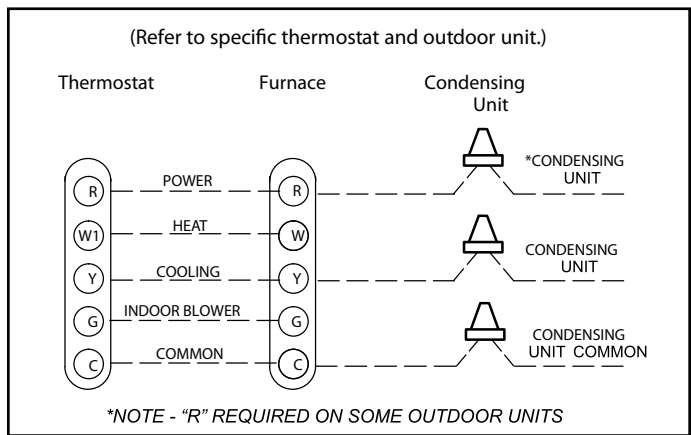 (Refer to specific thermostat and outdoor unit.)
Thermostat
Furnace
Condensing
Unit
R
POWER
R
*CONDENSING
UNIT
W1
HEAT
W
Y
COOLING
Y
CONDENSING
UNIT
G
INDOOR BLOWER
G
C
COMMON
C
CONDENSING
UNIT COMMON
*NOTE - “R” REQUIRED ON SOME OUTDOOR UNITS